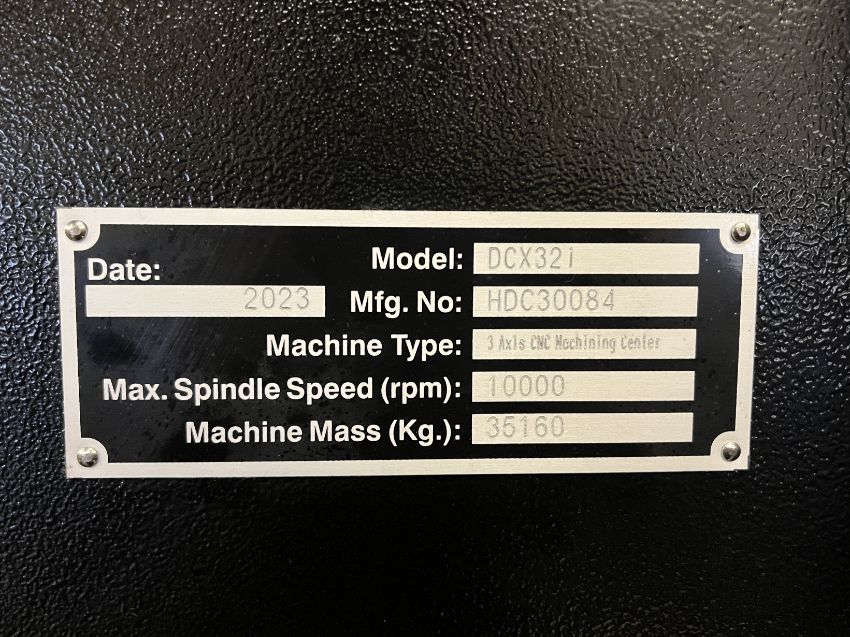 Date:
2023
Model: DCX32i
Mfg. No: HDC30084
Machine Type: 3 Axis CNC Machining Center
Max. Spindle Speed (rpm): 10000
Machine Mass (Kg.): 35160